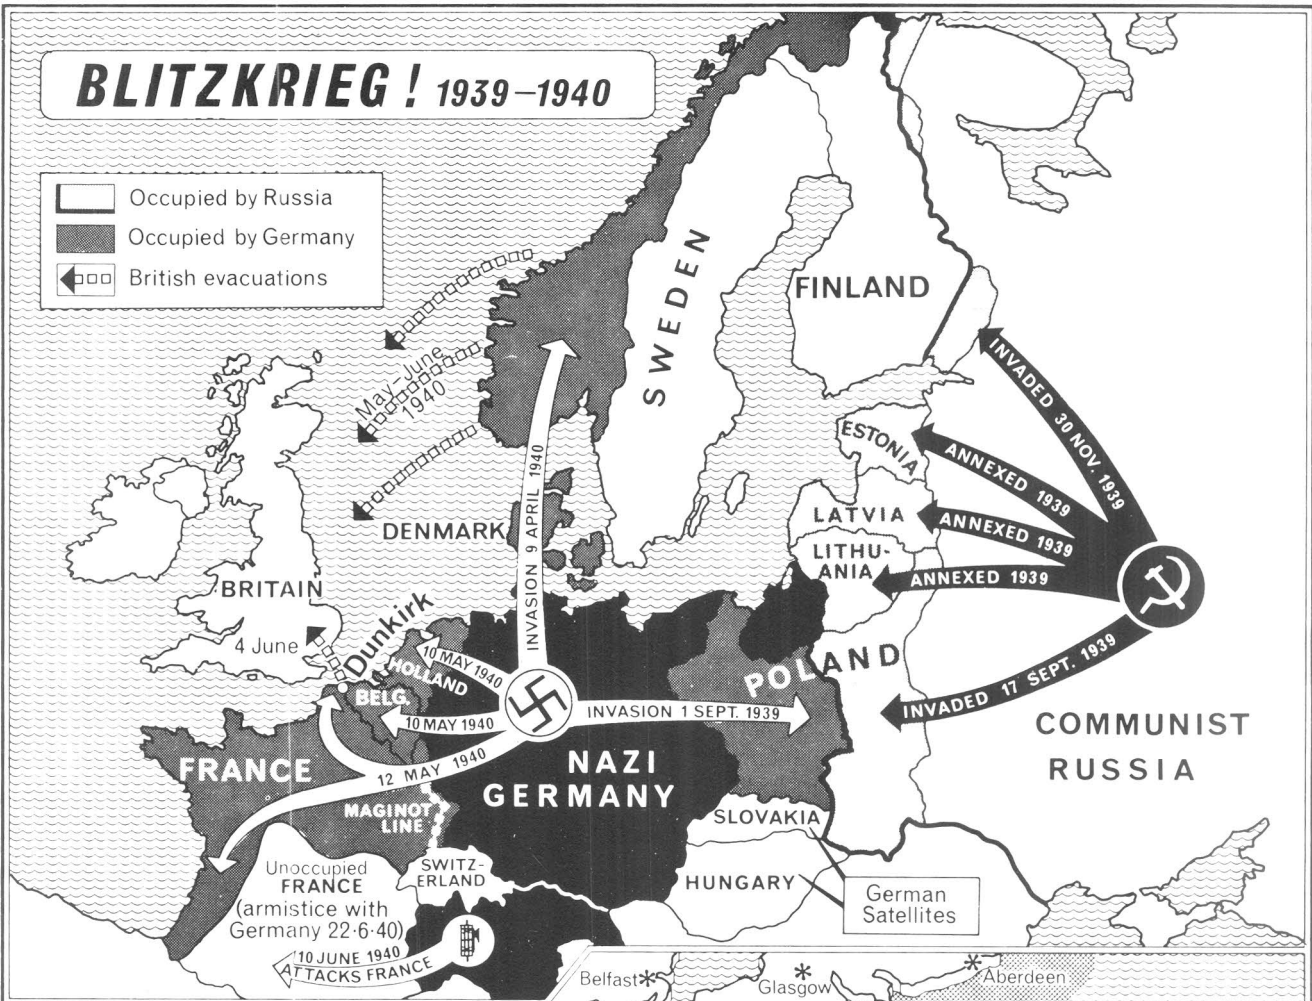 BLITZKRIEG! 1939–1940
Occupied by Russia
Occupied by Germany
British evacuations
May–June
1940
SWEDEN
FINLAND
INVADED 30 NOV. 1939
ESTONIA
ANNEXED 1939
LATVIA
ANNEXED 1939
LITHU-
ANIA
ANNEXED 1939
DENMARK
INVASION 9 APRIL 1940
BRITAIN
4 June
Dunkirk
10 MAY 1940
HOLLAND
BELG.
10 MAY 1940
INVASION 1 SEPT. 1939
POLAND
INVADED 17 SEPT. 1939
COMMUNIST
RUSSIA
FRANCE
12 MAY 1940
NAZI
GERMANY
MAGINOT
LINE
SLOVAKIA
SWITZ-
ERLAND
HUNGARY
German
Satellites
Unoccupied
FRANCE
(armistice with
Germany 22·6·40)
10 JUNE 1940
ATTACKS FRANCE
Belfast
Glasgow
Aberdeen